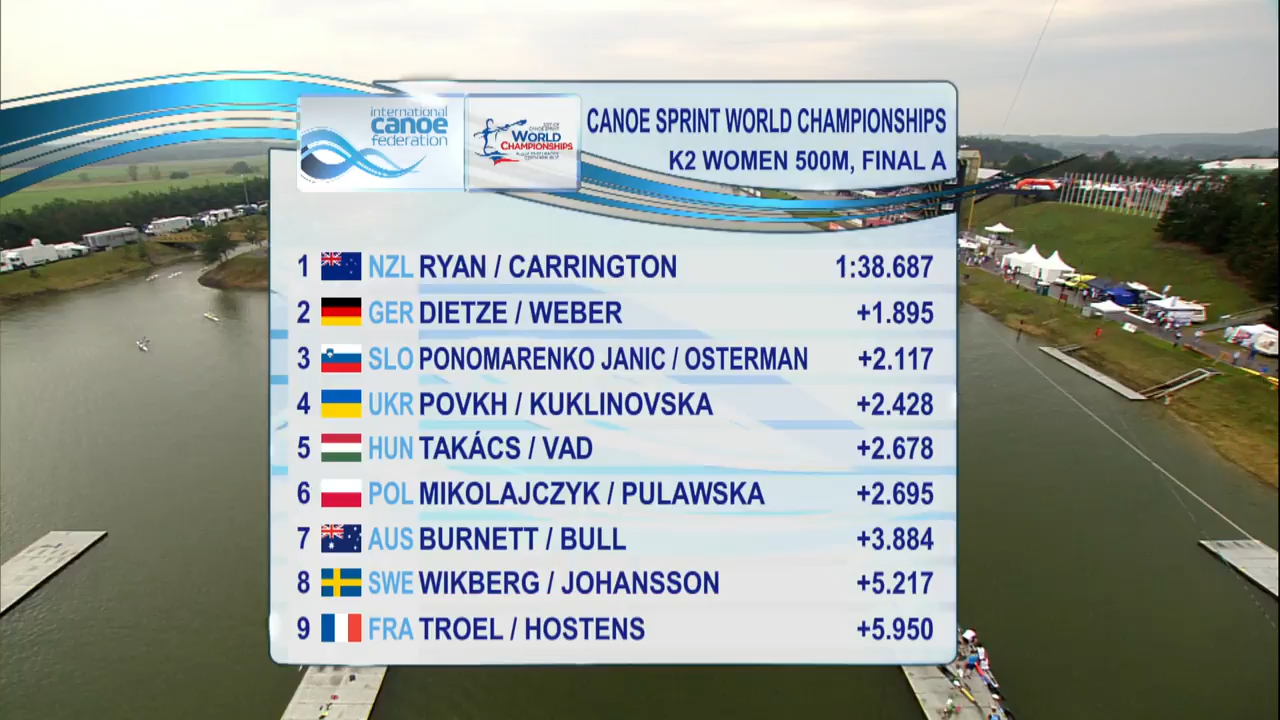 international
canoe
federation
WORLD
CHAMPIONSHIPS
CANOE SPRINT WORLD CHAMPIONSHIPS
K2 WOMEN 500M, FINAL A
1 NZL RYAN / CARRINGTON 1:38.687
2 GER DIETZE / WEBER +1.895
3 SLO PONOMARENKO JANIC / OSTERMAN +2.117
4 UKR POVKH / KUKLINOVSKA +2.428
5 HUN TAKÁCS / VAD +2.678
6 POL MIKOLAJCZYK / PULAWSKA +2.695
7 AUS BURNETT / BULL +3.884
8 SWE WIKBERG / JOHANSSON +5.217
9 FRA TROEL / HOSTENS +5.950